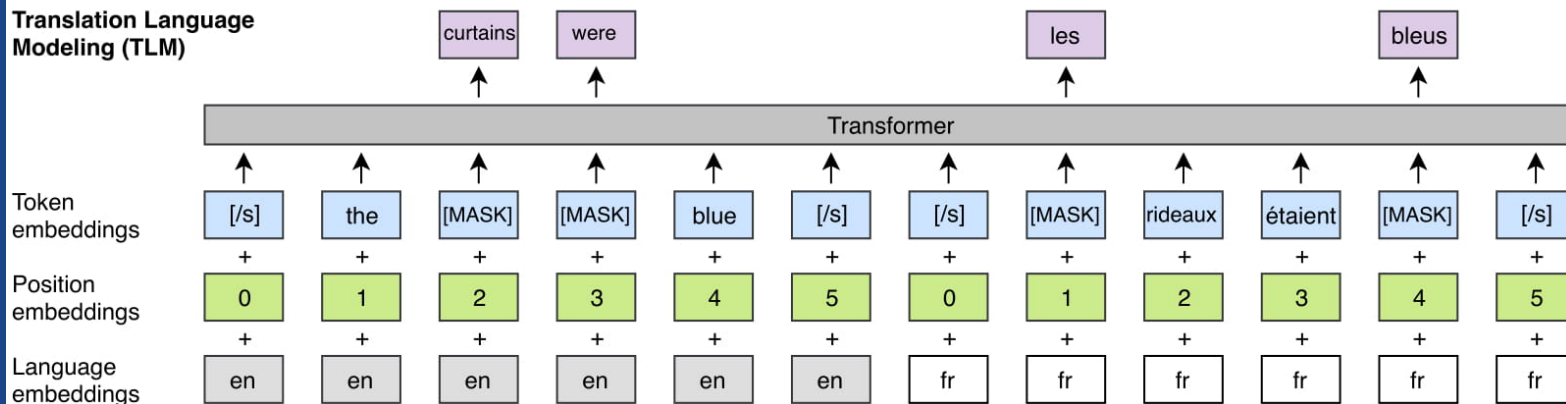 Translation Language
Modeling (TLM)
curtains were les bleus
Transformer
Token
embeddings
[/s] the [MASK] [MASK] blue [/s] [/s] [MASK] rideaux étaient [MASK] [/s]
+ + + + + + + + + + + +
Position
embeddings
0 1 2 3 4 5 0 1 2 3 4 5
+ + + + + + + + + + + +
Language
embeddings
en en en en en en fr fr fr fr fr fr